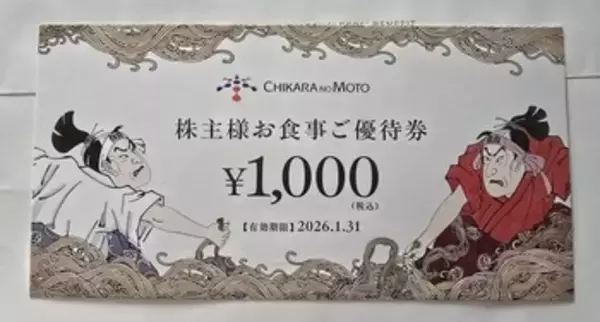 CHIKARA NO MOTO
株主様お食事ご優待券
¥1,000
(税込)
【有効期限】2026.1.31